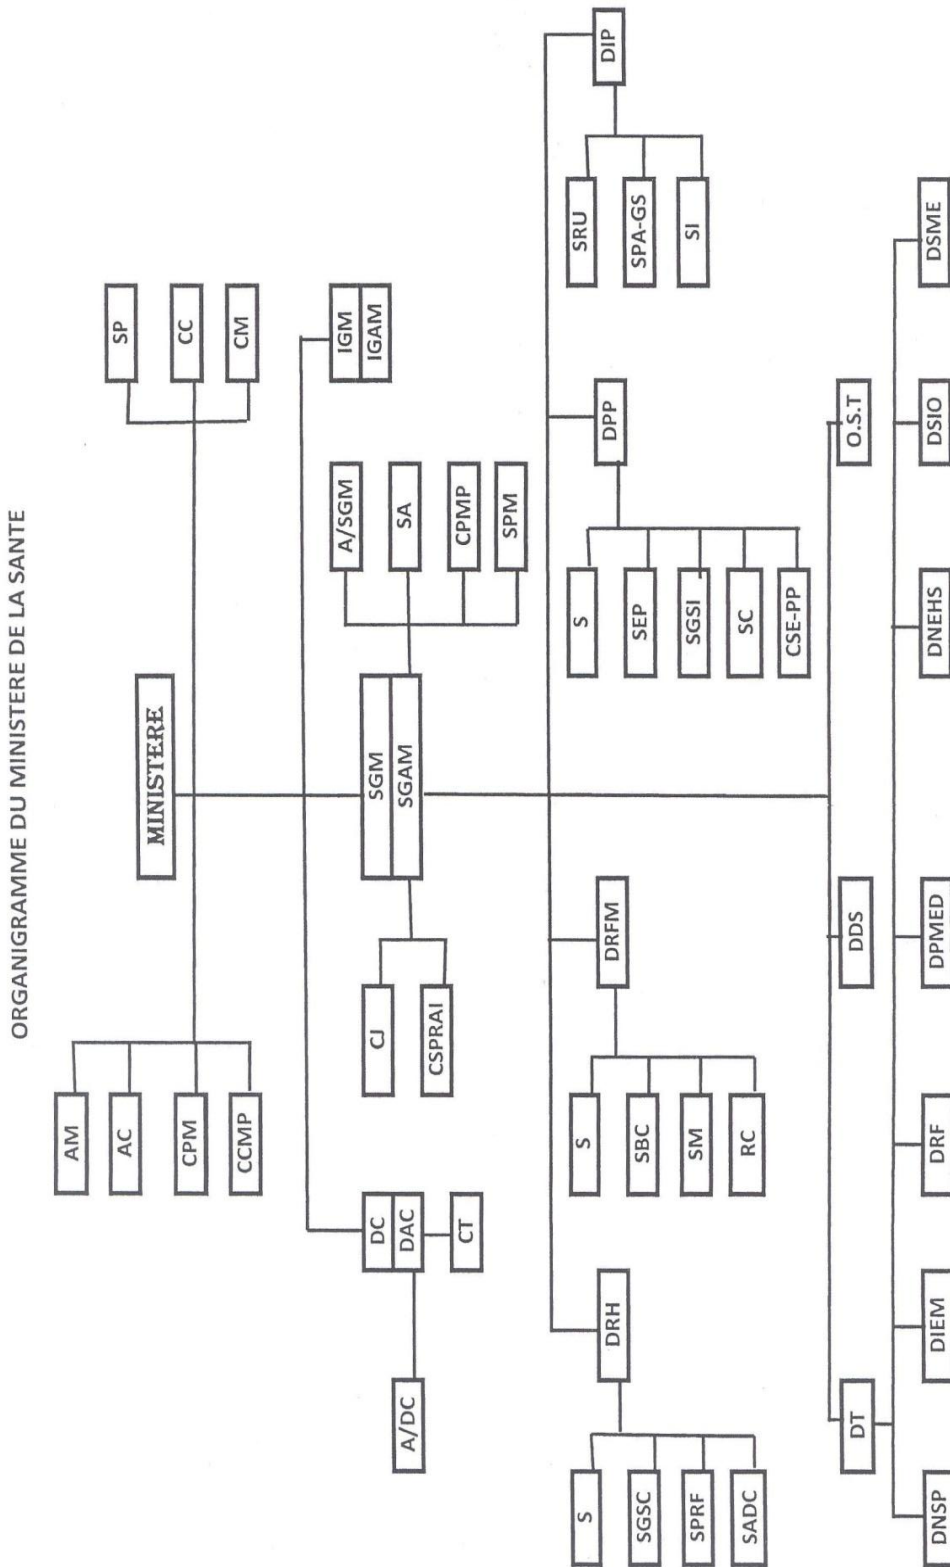 ORGANIGRAMME DU MINISTERE DE LA SANTE
MINISTERE
AM
AC
CPM
CCMP
SP
CC
CM
DC
DAC
CT
A/DC
IGM
IGAM
SGM
SGAM
CJ
CSPRAI
A/SGM
SA
CPMP
SPM
DRH
S
SGSC
SPRF
SADC
DRFM
S
SBC
SM
RC
DPP
S
SEP
SGSI
SC
CSE-PP
DIP
SRU
SPA-GS
SI
DT
DDS
O.S.T
DNSP
DIEM
DRF
DPMED
DNEHS
DSIO
DSME